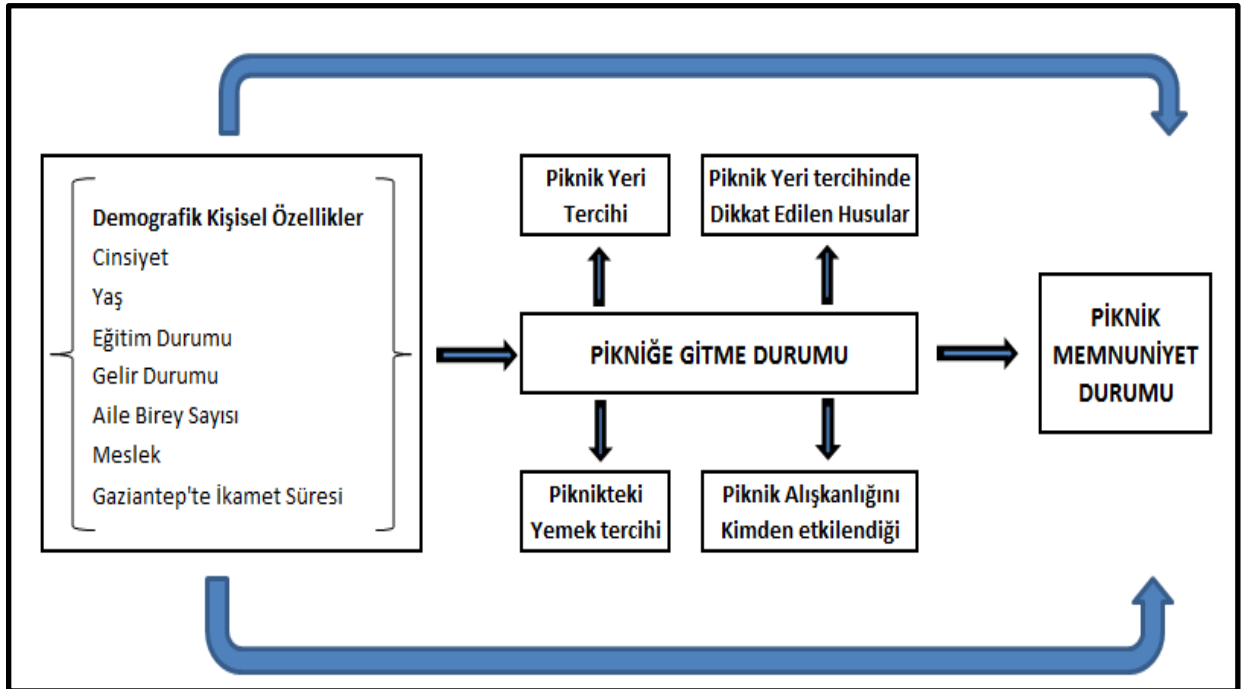 Demografik Kişisel Özellikler
Cinsiyet
Yaş
Eğitim Durumu
Gelir Durumu
Aile Birey Sayısı
Meslek
Gaziantep'te İkamet Süresi
Piknik Yeri
Tercihi
Piknik Yeri tercihinde
Dikkat Edilen Husular
PİKNİĞE GİTME DURUMU
Piknikteki
Yemek tercihi
Piknik Alışkanlığını
Kimden etkilendiği
PİKNİK
MEMNUNİYET
DURUMU